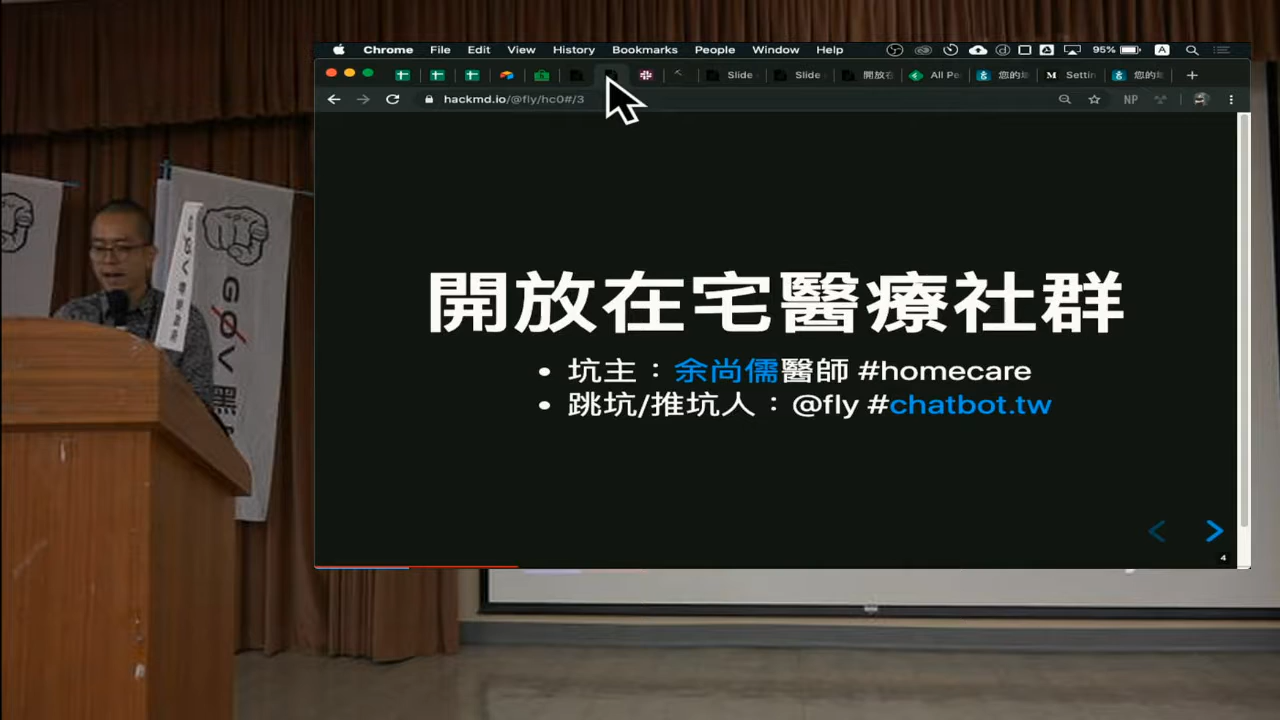 Chrome File Edit View History Bookmarks People Window Help 95% A
Slide Slide 開放 All Pe 您的 M Settin 您的
hackmd.io/@fly/hc0#/3 NP
開放在宅醫療社群
坑主：余尚儒醫師 #homecare
跳坑/推坑人：@fly #chatbot.tw
4
G0V